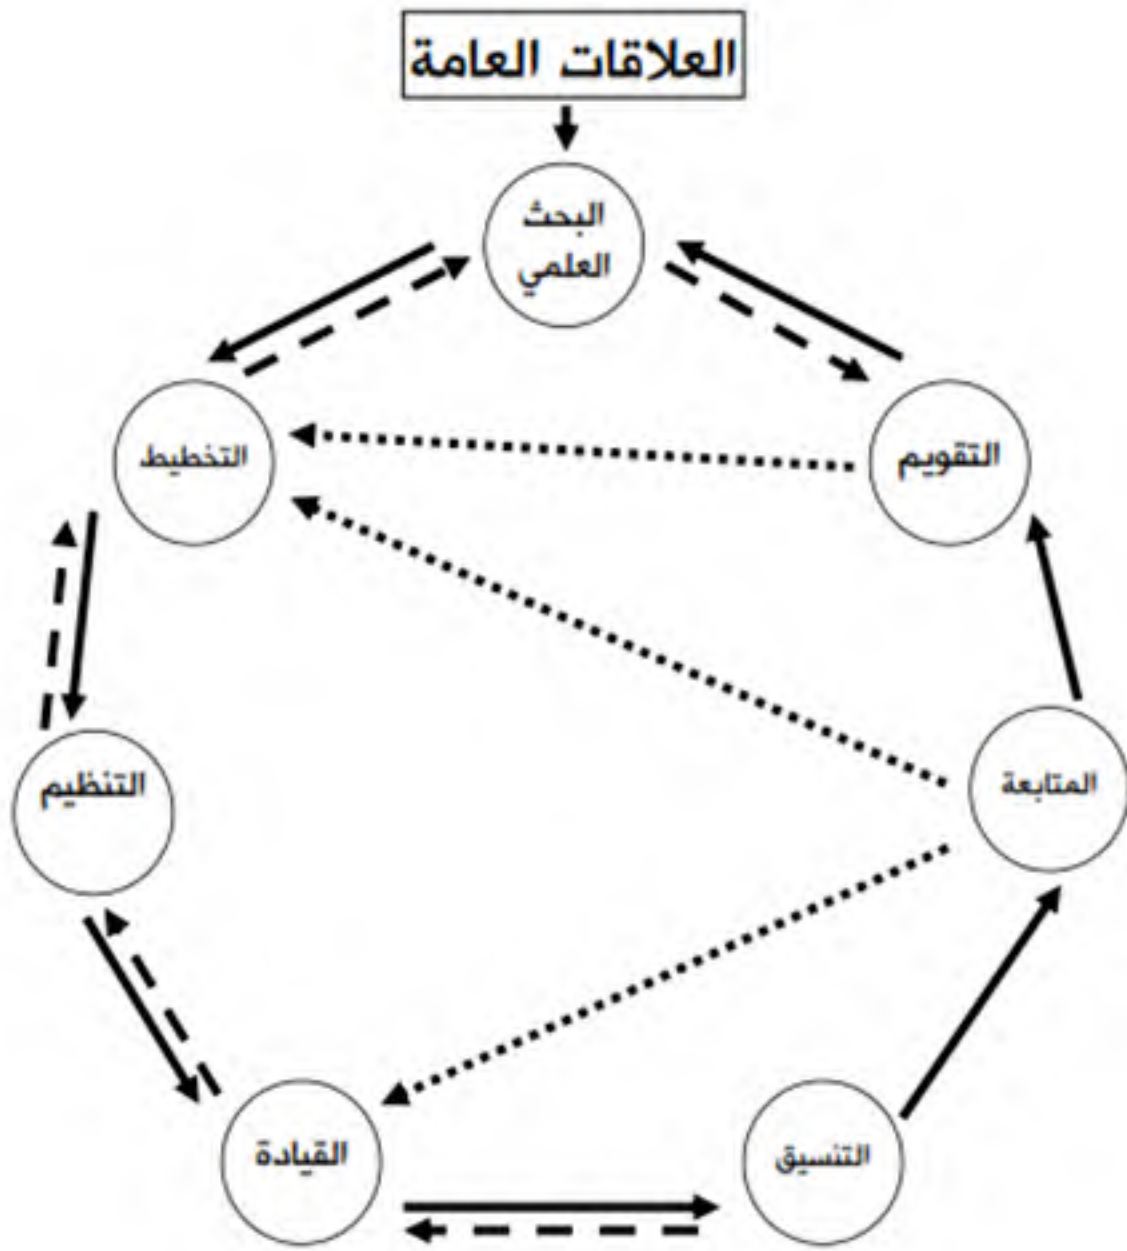 العلاقات العامة
البحث
العلمي
التخطيط
التقويم
التنظيم
المتابعة
القيادة
التنسيق